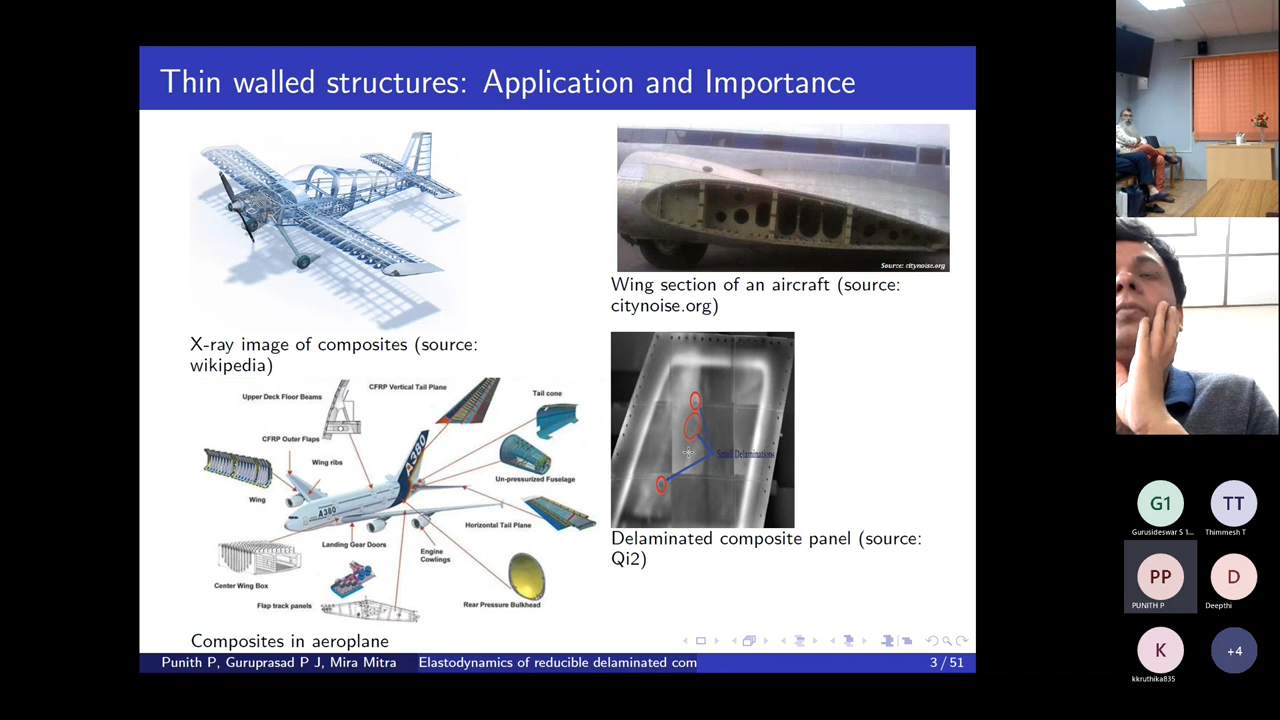 Thin walled structures: Application and Importance
X-ray image of composites (source:
wikipedia)
Source: citynoise.org
Wing section of an aircraft (source:
citynoise.org)
Upper Deck Floor Beams
CFRP Vertical Tail Plane
Tail cone
CFRP Outer Flaps
Wing ribs
A380
Un-pressurized Fuselage
Wing
A380
Horizontal Tail Plane
Landing Gear Doors
Engine
Cowlings
Center Wing Box
Flap track panels
Rear Pressure Bulkhead
Composites in aeroplane
Small Delaminations
Delaminated composite panel (source:
Qi2)
Punith P, Guruprasad P J, Mira Mitra
Elastodynamics of reducible delaminated com
3 / 51
G1
TT
Gurusideswar S 1...
Thimmesh T
PP
D
PUNITH P
Deepthi
K
+4
kkruthika835